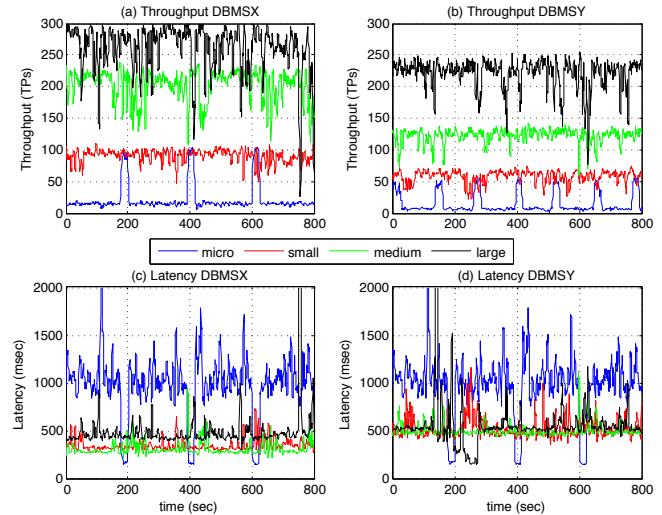 (a) Throughput DBMSX
300
250
200
150
100
50
0
Throughput (TPs)
0 200 400 600 800
(b) Throughput DBMSY
300
250
200
150
100
50
0
Throughput (TPs)
0 200 400 600 800
micro small medium large
(c) Latency DBMSX
2000
1500
1000
500
0
Latency (msec)
0 200 400 600 800
time (sec)
(d) Latency DBMSY
2000
1500
1000
500
0
Latency (msec)
0 200 400 600 800
time (sec)